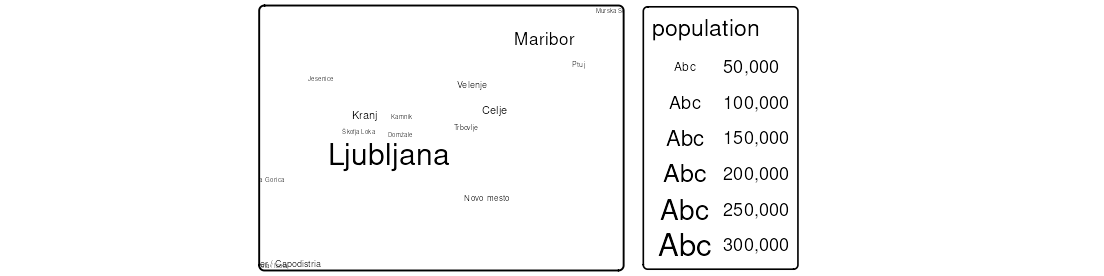 Murska S
Maribor
Ptuj
Jesenice
Velenje
Celje
Kranj
Kamnik
Trbovlje
Skofja Loka
Domzale
Ljubljana
a Gorica
Novo mesto
/ Capodistria
population
Abc 50,000
Abc 100,000
Abc 150,000
Abc 200,000
Abc 250,000
Abc 300,000